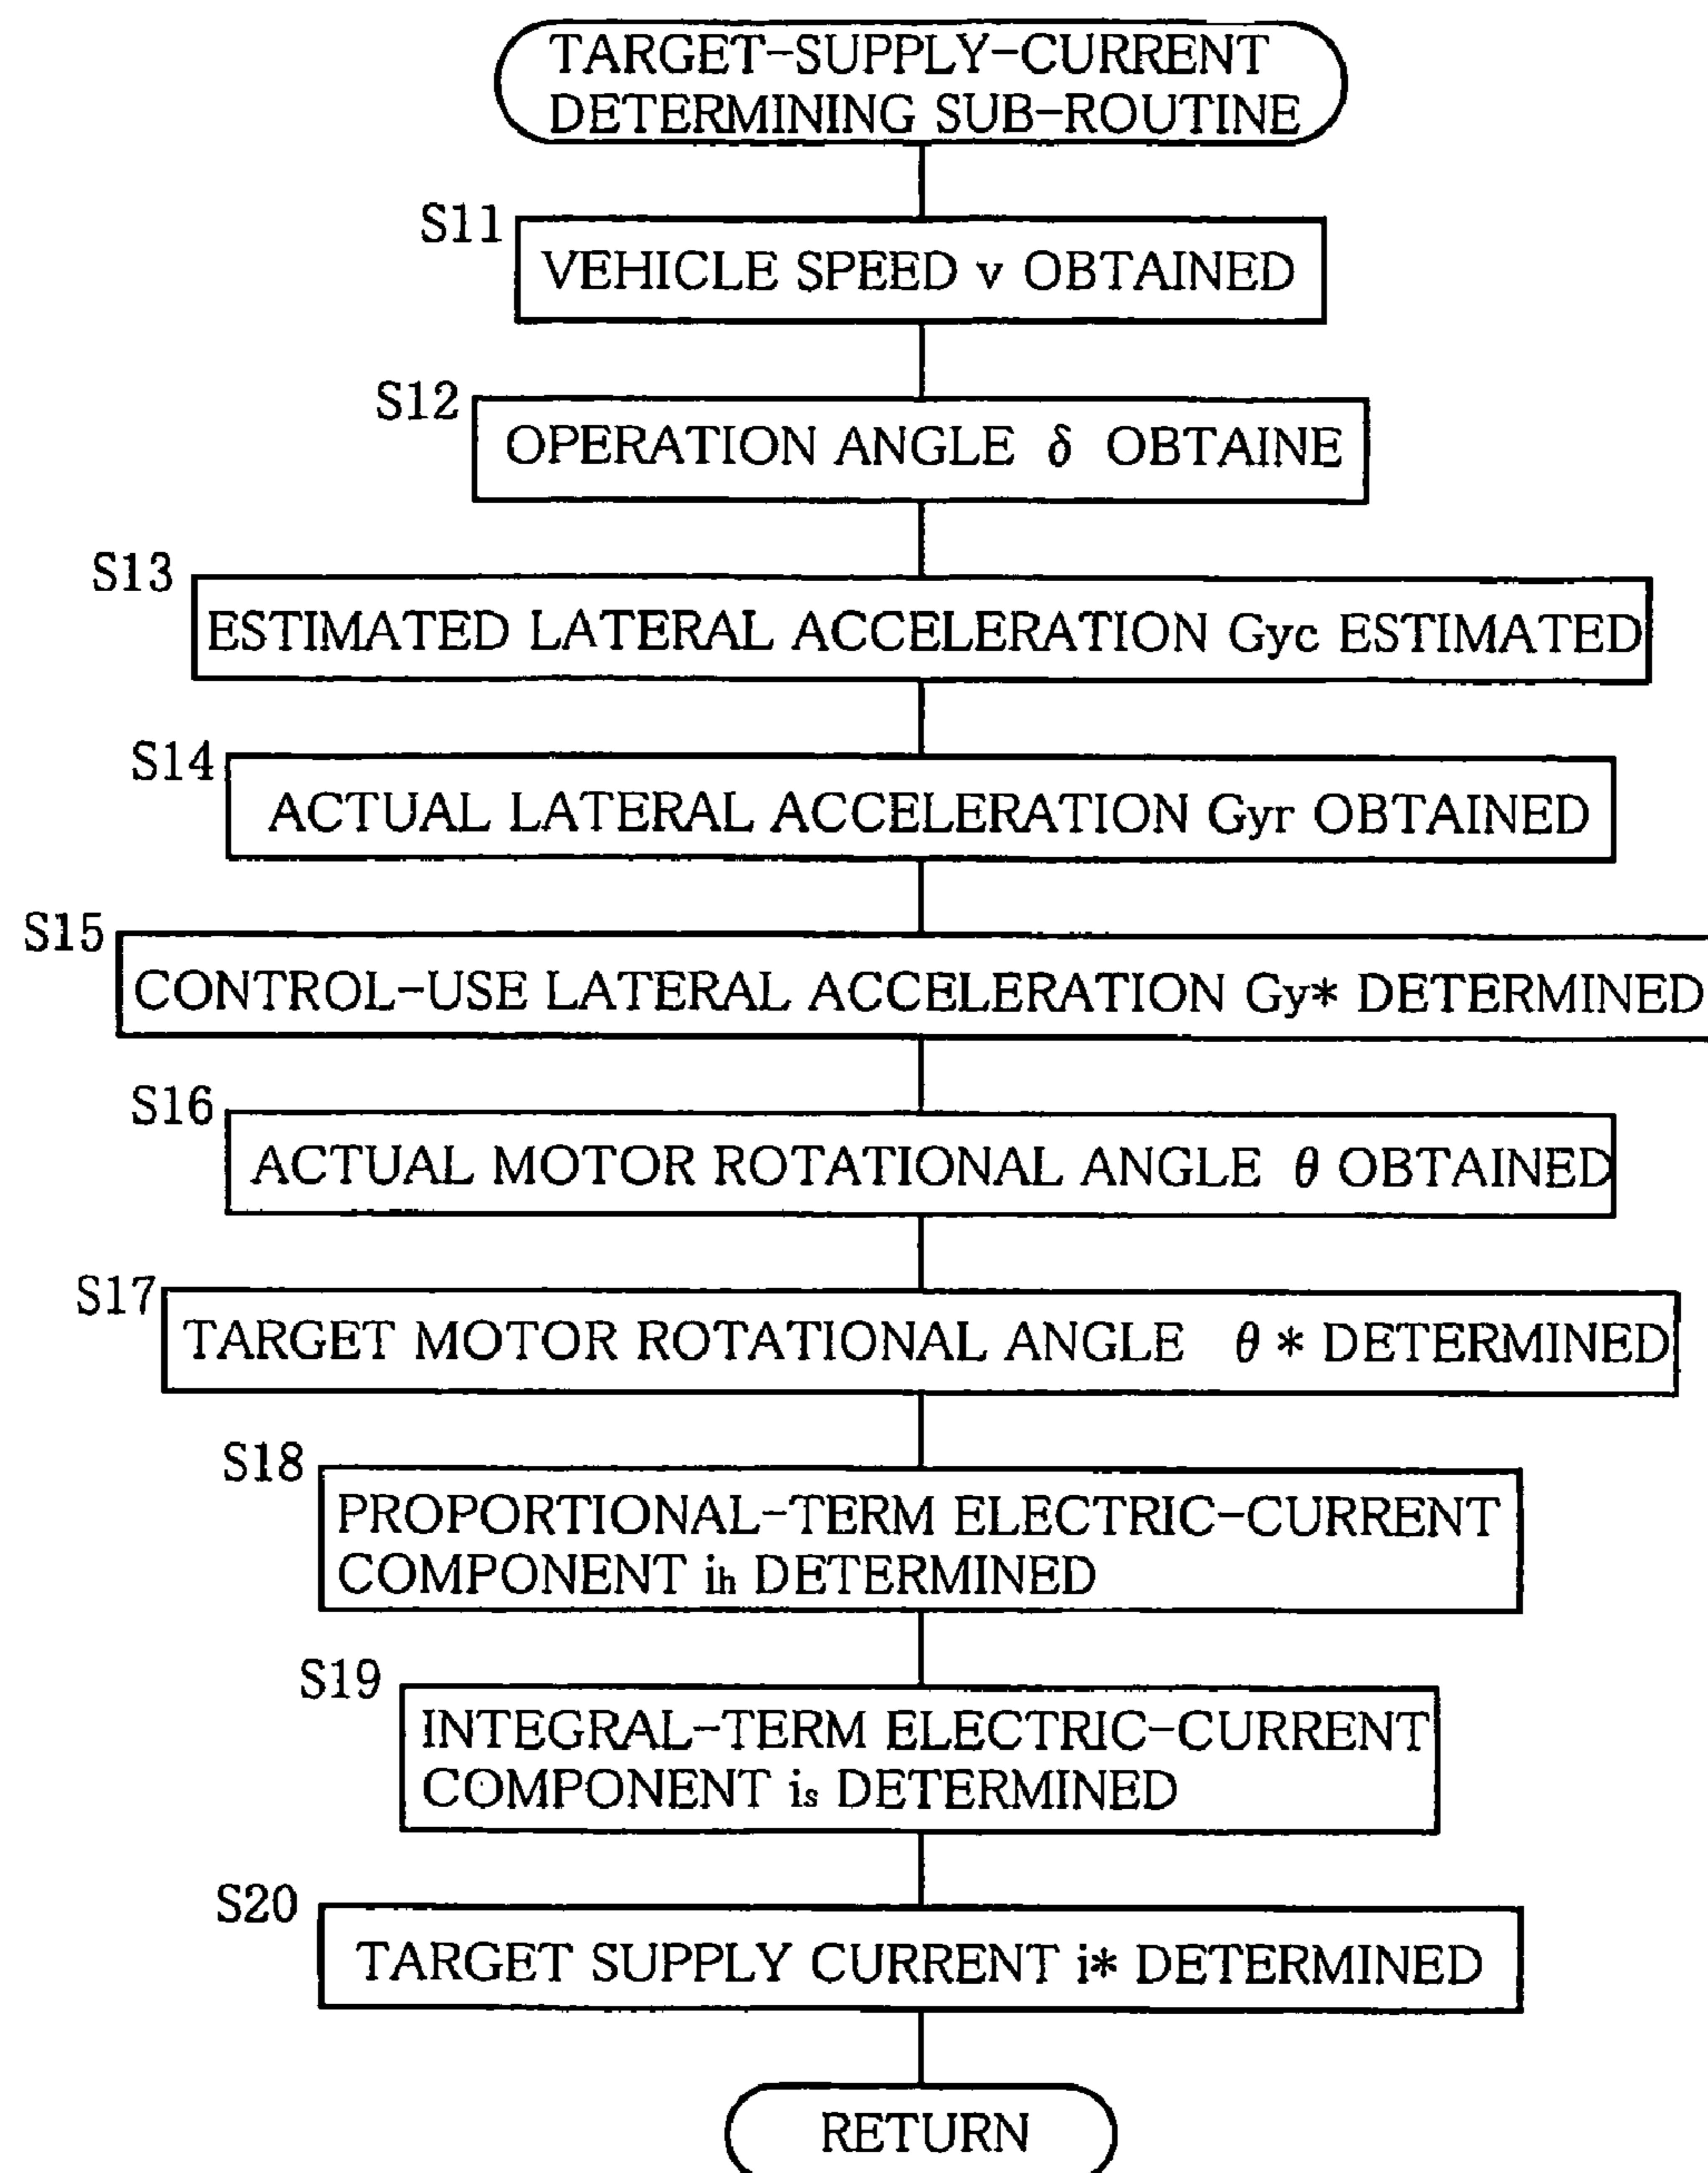 TARGET-SUPPLY-CURRENT
DETERMINING SUB-ROUTINE
S11
VEHICLE SPEED v OBTAINED
S12
OPERATION ANGLE δ OBTAINE
S13
ESTIMATED LATERAL ACCELERATION Gyc ESTIMATED
S14
ACTUAL LATERAL ACCELERATION Gyr OBTAINED
S15
CONTROL-USE LATERAL ACCELERATION Gy* DETERMINED
S16
ACTUAL MOTOR ROTATIONAL ANGLE θ OBTAINED
S17
TARGET MOTOR ROTATIONAL ANGLE θ * DETERMINED
S18
PROPORTIONAL-TERM ELECTRIC-CURRENT
COMPONENT ih DETERMINED
S19
INTEGRAL-TERM ELECTRIC-CURRENT
COMPONENT is DETERMINED
S20
TARGET SUPPLY CURRENT i* DETERMINED
RETURN